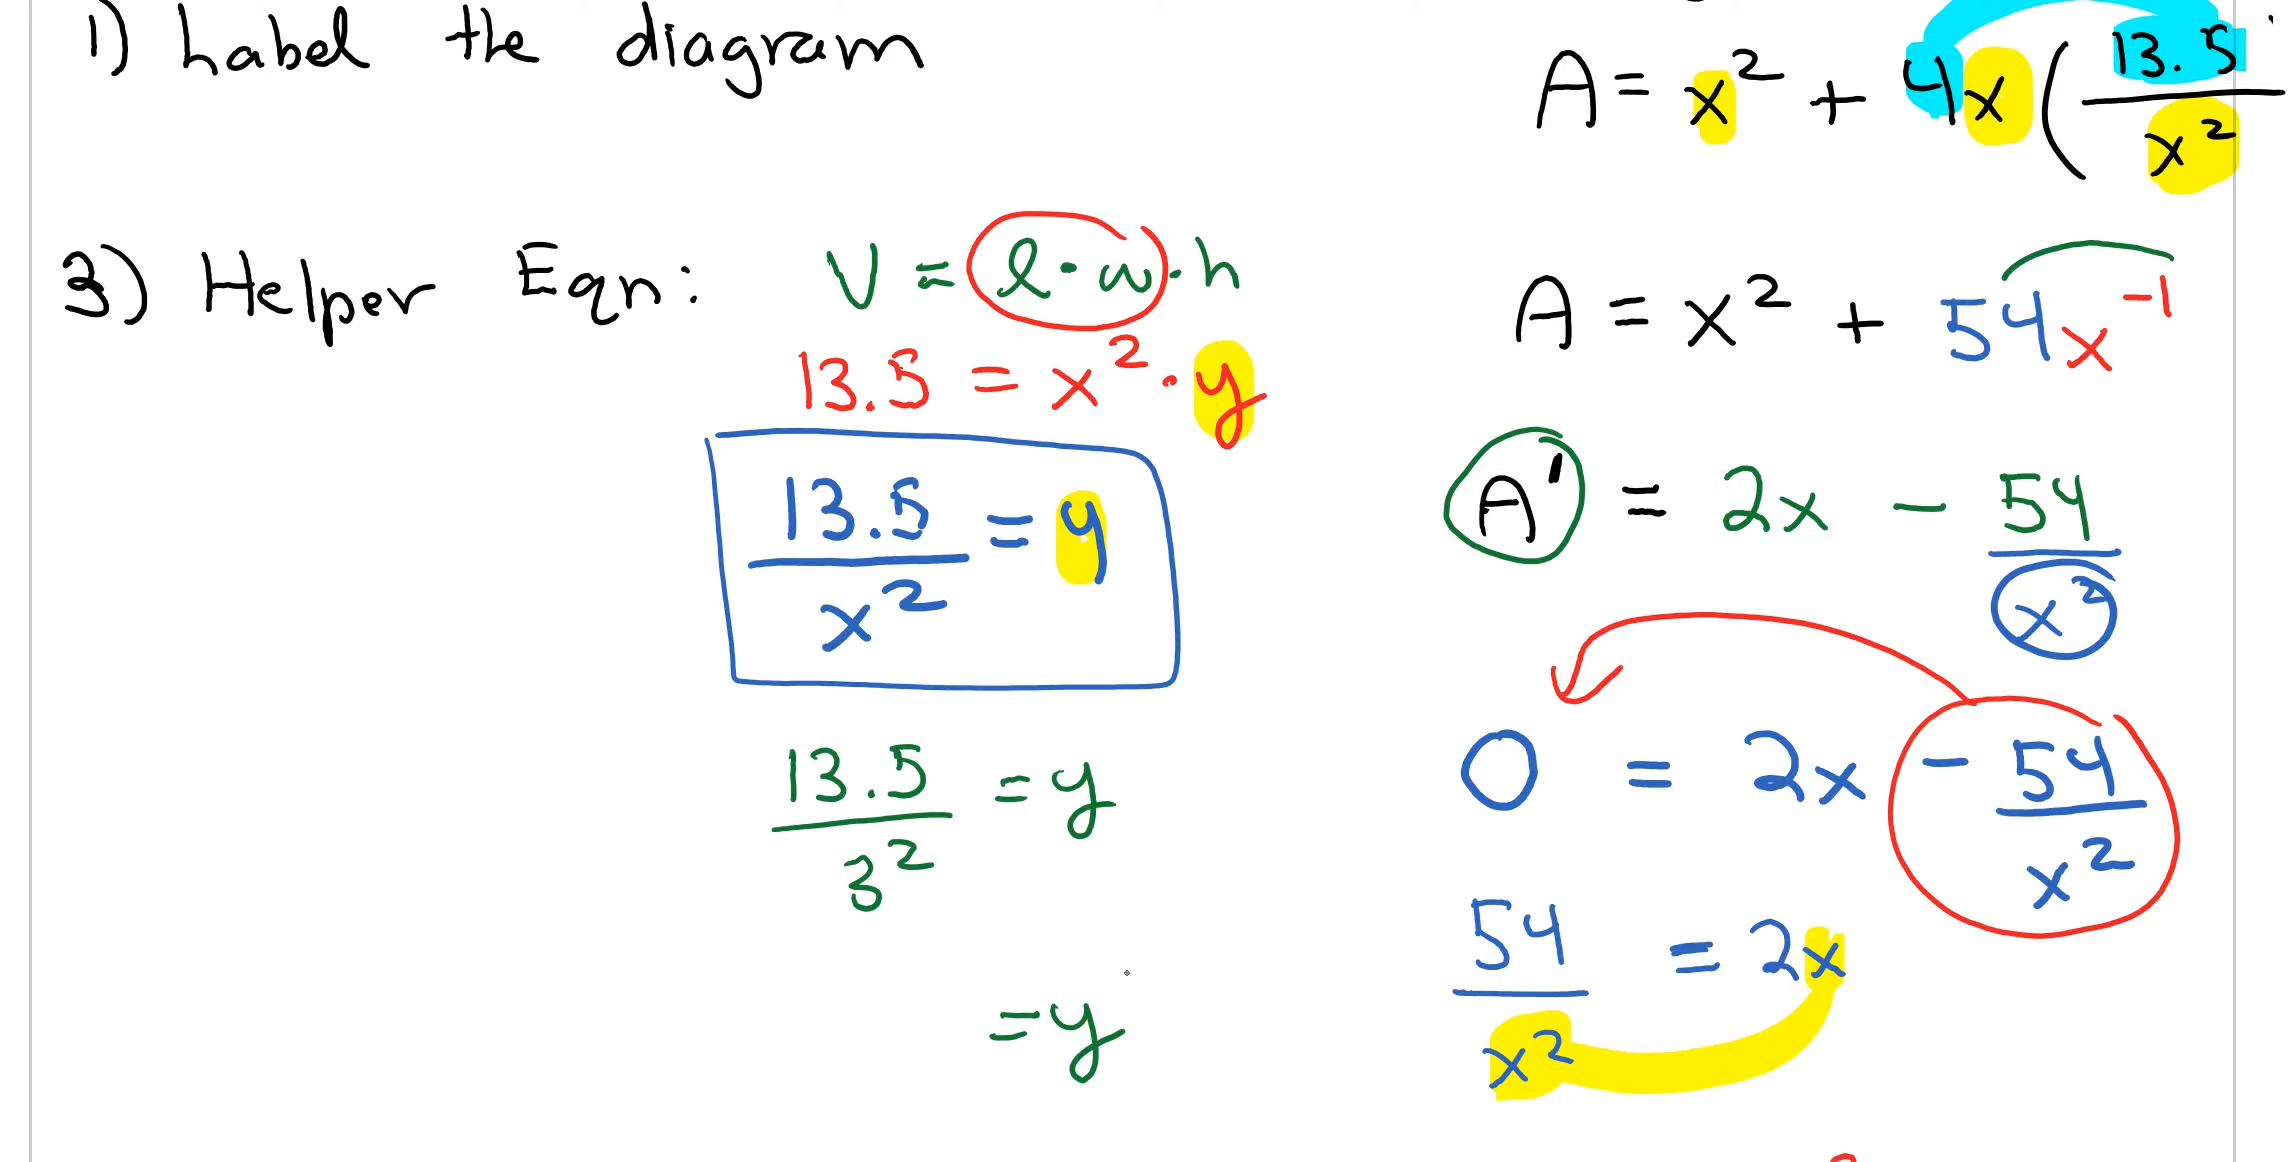 1) Label the diagram
3) Helper Eqn:
V = l · w · h
13.5 = x² · y
13.5/x² = y
13.5/3² = y
= y
A = x² + 4x(13.5/x²
A = x² + 54x⁻¹
A' = 2x - 54/x²
0 = 2x - 54/x²
54/x² = 2x